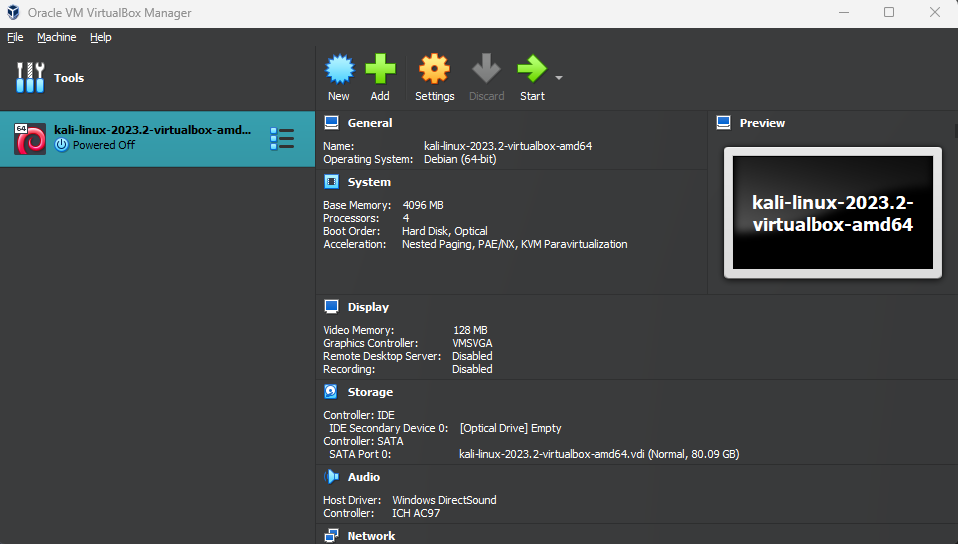 Oracle VM VirtualBox Manager
File Machine Help
Tools
New Add Settings Discard Start
64
kali-linux-2023.2-virtualbox-amd...
Powered Off
General
Name: kali-linux-2023.2-virtualbox-amd64
Operating System: Debian (64-bit)
System
Base Memory: 4096 MB
Processors: 4
Boot Order: Hard Disk, Optical
Acceleration: Nested Paging, PAE/NX, KVM Paravirtualization
Preview
kali-linux-2023.2-
virtualbox-amd64
Display
Video Memory: 128 MB
Graphics Controller: VMSVGA
Remote Desktop Server: Disabled
Recording: Disabled
Storage
Controller: IDE
IDE Secondary Device 0: [Optical Drive] Empty
Controller: SATA
SATA Port 0: kali-linux-2023.2-virtualbox-amd64.vdi (Normal, 80.09 GB)
Audio
Host Driver: Windows DirectSound
Controller: ICH AC97
Network